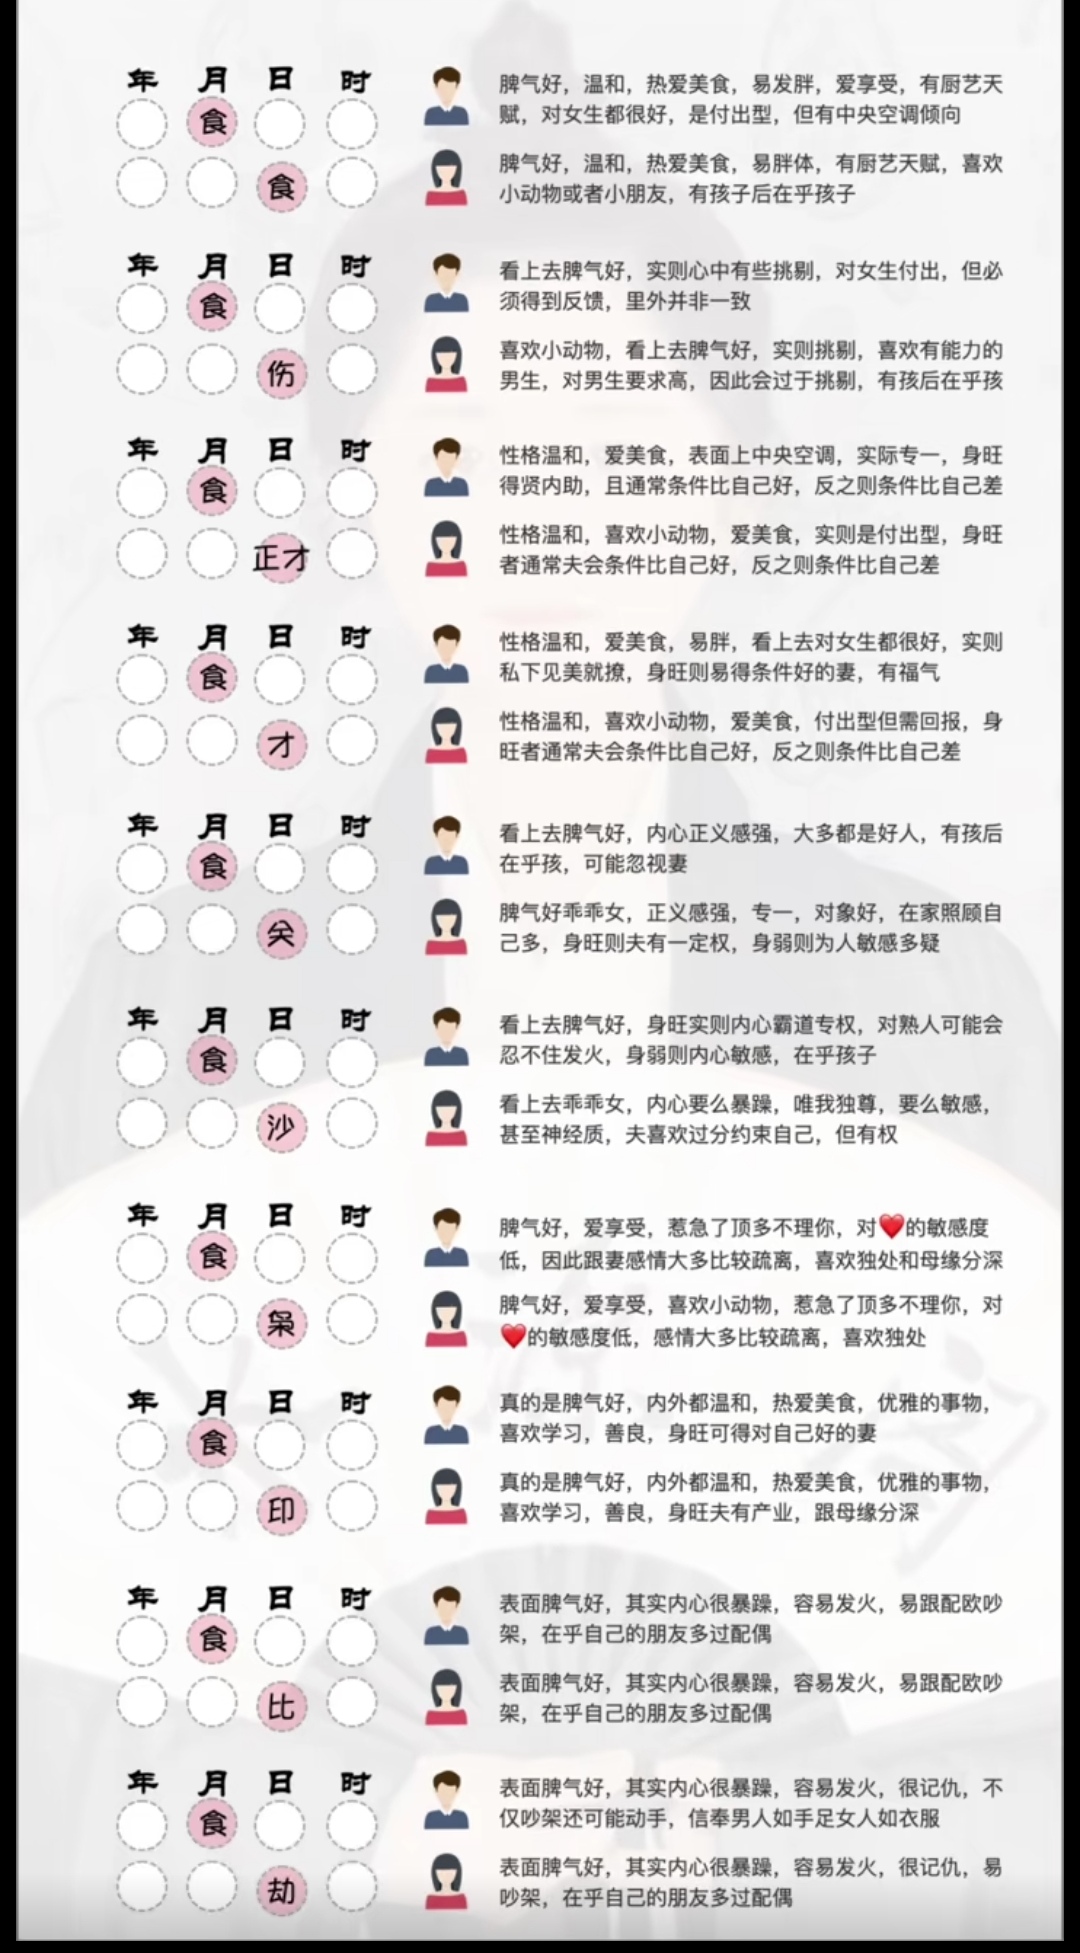 年 月 日 时
食
脾气好，温和，热爱美食，易发胖，爱享受，有厨艺天
赋，对女生都很好，是付出型，但有中央空调倾向
食
脾气好，温和，热爱美食，易胖体，有厨艺天赋，喜欢
小动物或者小朋友，有孩子后在乎孩子
年 月 日 时
食
看上去脾气好，实则心中有些挑剔，对女生付出，但必
须得到反馈，里外并非一致
伤
喜欢小动物，看上去脾气好，实则挑剔，喜欢有能力的
男生，对男生要求高，因此会过于挑剔，有孩后在乎孩
年 月 日 时
食
性格温和，爱美食，表面上中央空调，实际专一，身旺
得贤内助，且通常条件比自己好，反之则条件比自己差
正才
性格温和，喜欢小动物，爱美食，实则是付出型，身旺
者通常夫会条件比自己好，反之则条件比自己差
年 月 日 时
食
性格温和，爱美食，易胖，看上去对女生都很好，实则
私下见美就撩，身旺则易得条件好的妻，有福气
才
性格温和，喜欢小动物，爱美食，付出型但需回报，身
旺者通常夫会条件比自己好，反之则条件比自己差
年 月 日 时
食
看上去脾气好，内心正义感强，大多都是好人，有孩后
在乎孩，可能忽视妻
关
脾气好乖乖女，正义感强，专一，对象好，在家照顾自
己多，身旺则夫有一定权，身弱则为人敏感多疑
年 月 日 时
食
看上去脾气好，身旺实则内心霸道专权，对熟人可能会
忍不住发火，身弱则内心敏感，在乎孩子
沙
看上去乖乖女，内心要么暴躁，唯我独尊，要么敏感，
甚至神经质，夫喜欢过分约束自己，但有权
年 月 日 时
食
脾气好，爱享受，惹急了顶多不理你，对❤️的敏感度
低，因此跟妻感情大多比较疏离，喜欢独处和母缘分深
枭
脾气好，爱享受，喜欢小动物，惹急了顶多不理你，对
❤️的敏感度低，感情大多比较疏离，喜欢独处
年 月 日 时
食
真的是脾气好，内外都温和，热爱美食，优雅的事物，
喜欢学习，善良，身旺可得对自己好的妻
印
真的是脾气好，内外都温和，热爱美食，优雅的事物，
喜欢学习，善良，身旺夫有产业，跟母缘分深
年 月 日 时
食
表面脾气好，其实内心很暴躁，容易发火，易跟配欧吵
架，在乎自己的朋友多过配偶
比
表面脾气好，其实内心很暴躁，容易发火，易跟配欧吵
架，在乎自己的朋友多过配偶
年 月 日 时
食
表面脾气好，其实内心很暴躁，容易发火，很记仇，不
仅吵架还可能动手，信奉男人如手足女人如衣服
劫
表面脾气好，其实内心很暴躁，容易发火，很记仇，易
吵架，在乎自己的朋友多过配偶